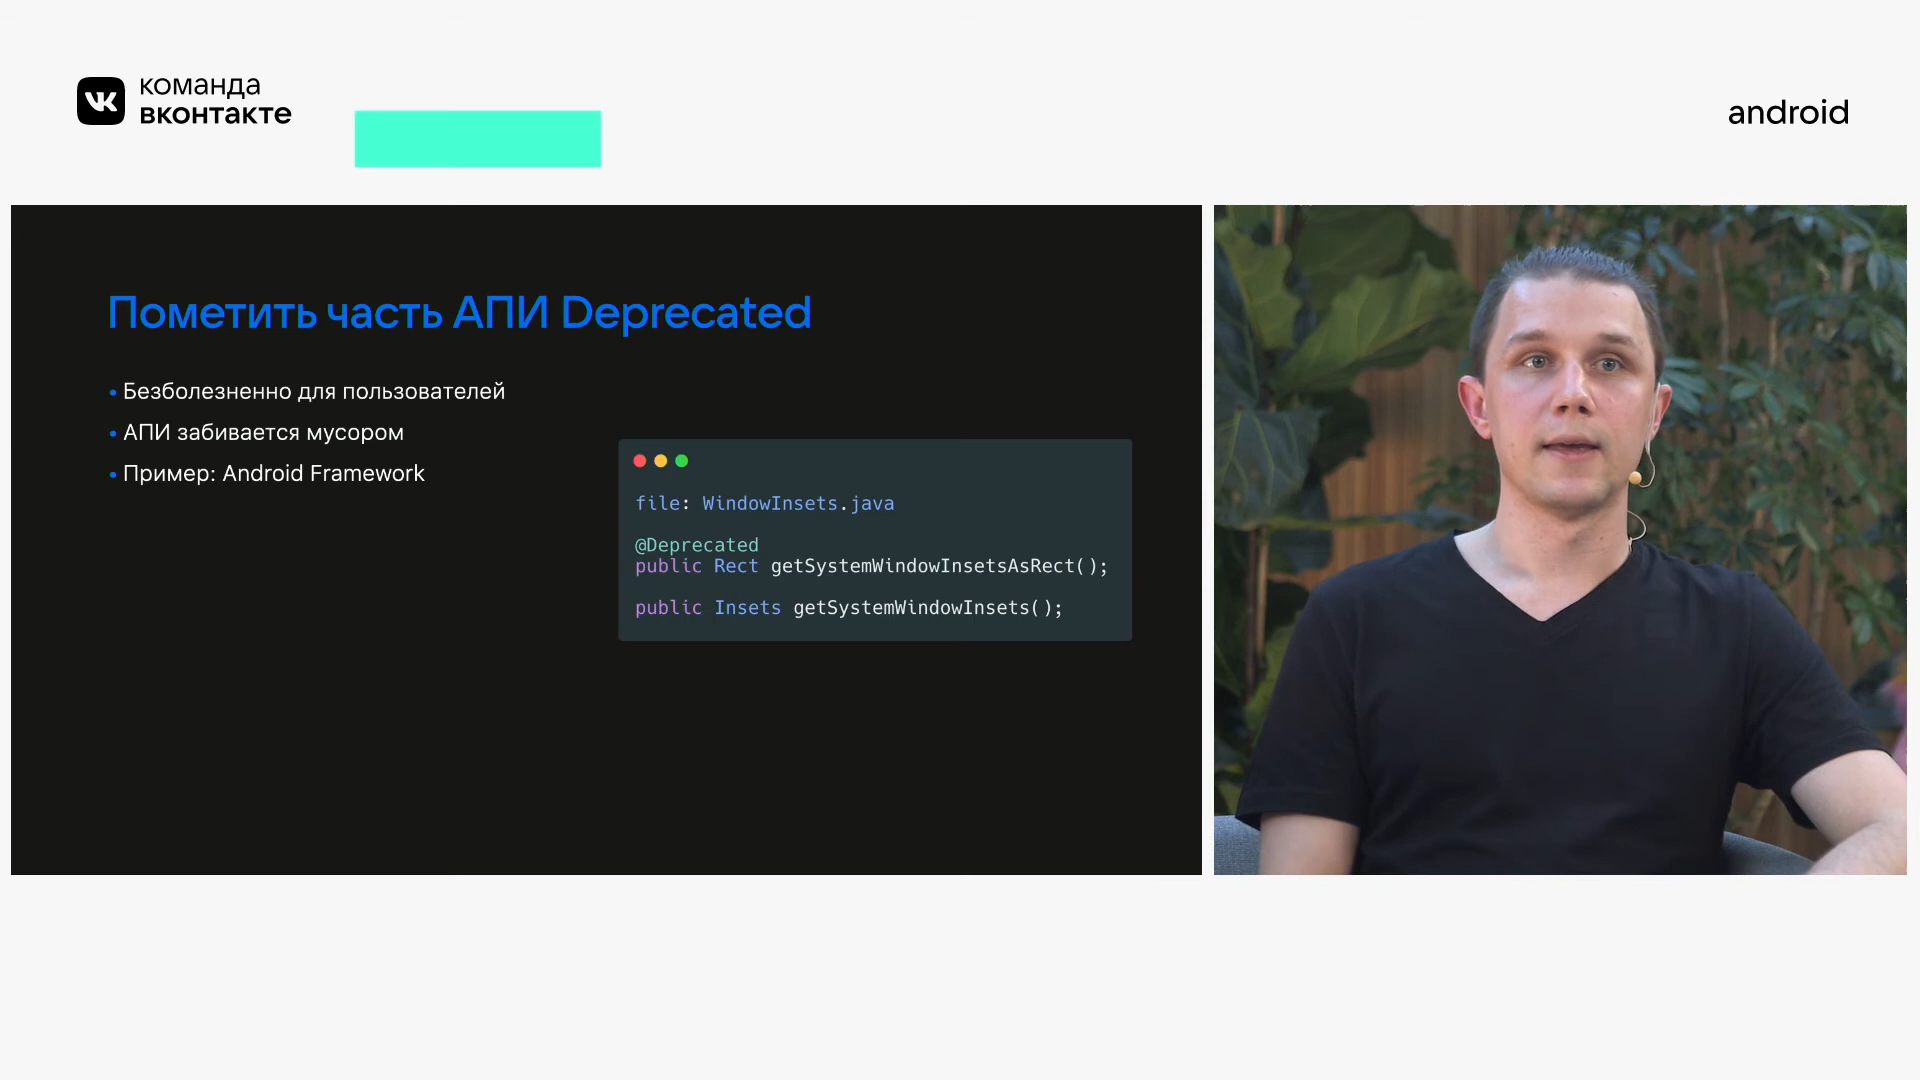 команда
вконтакте
android
Пометить часть АПИ Deprecated
• Безболезненно для пользователей
• АПИ забивается мусором
• Пример: Android Framework
file: WindowInsets.java
@Deprecated
public Rect getSystemWindowInsetsAsRect();
public Insets getSystemWindowInsets();